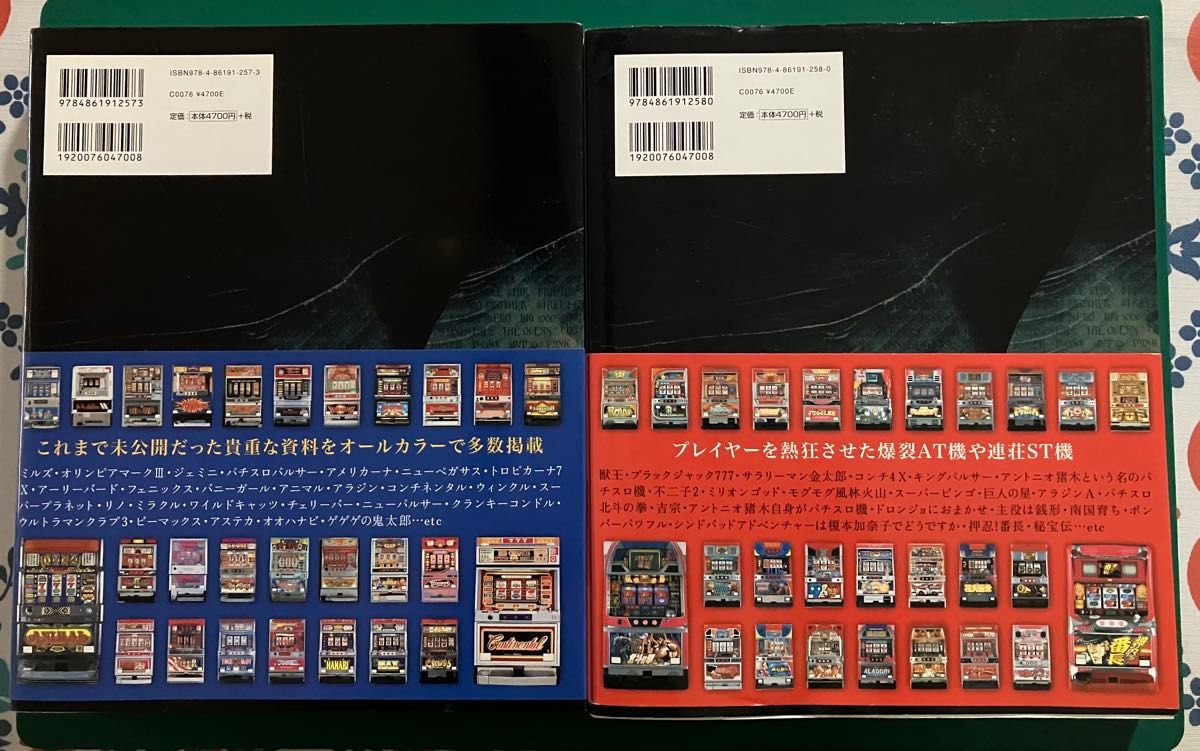 ISBN978-4-86191-257-3
9784861912573
C0076 ¥4700E
定価：本体4700円+税
1920076047008
これまで未公開だった貴重な資料をオールカラーで多数掲載
ミルズ・オリンピアマークⅢ・ジェミニ・パチスロパルサー・アメリカーナ・ニューペガサス・トロピカーナ7
X・アーリーバード・フェニックス・バニーガール・アニマル・アラジン・コンチネンタル・ウィンクル・スー
パープラネット・リノ・ミラクル・ワイルドキャッツ・チェリーバー・ニューパルサー・クランキーコンドル・
ウルトラマンクラブ3・ビーマックス・アステカ・オオハナビ・ゲゲゲの鬼太郎…etc
Continental
HANABI
ISBN978-4-86191-258-0
9784861912580
C0076 ¥4700E
定価：本体4700円+税
1920076047008
プレイヤーを熱狂させた爆裂AT機や連荘ST機
獣王・ブラックジャック777・サラリーマン金太郎・コンチ4X・キングパルサー・アントニオ猪木という名のパ
チスロ機・不二子2・ミリオンゴッド・モグモグ風林火山・スーパービンゴ・巨人の星・アラジンA・パチスロ
北斗の拳・吉宗・アントニオ猪木自身がパチスロ機・ドロンジョにおまかせ・主役は銭形・南国育ち・ボン
バーパワフル・シンドバッドアドベンチャーは榎本加奈子でどうですか・押忍!番長・秘宝伝…etc
JUGGLER
ALADDIN
番長